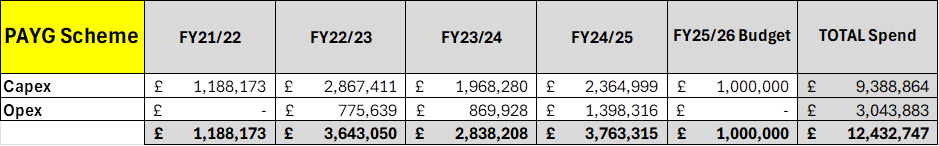 PAYG Scheme FY21/22 FY22/23 FY23/24 FY24/25 FY25/26 Budget TOTAL Spend
Capex £ 1,188,173 £ 2,867,411 £ 1,968,280 £ 2,364,999 £ 1,000,000 £ 9,388,864
Opex £ - £ 775,639 £ 869,928 £ 1,398,316 £ - £ 3,043,883
£ 1,188,173 £ 3,643,050 £ 2,838,208 £ 3,763,315 £ 1,000,000 £ 12,432,747